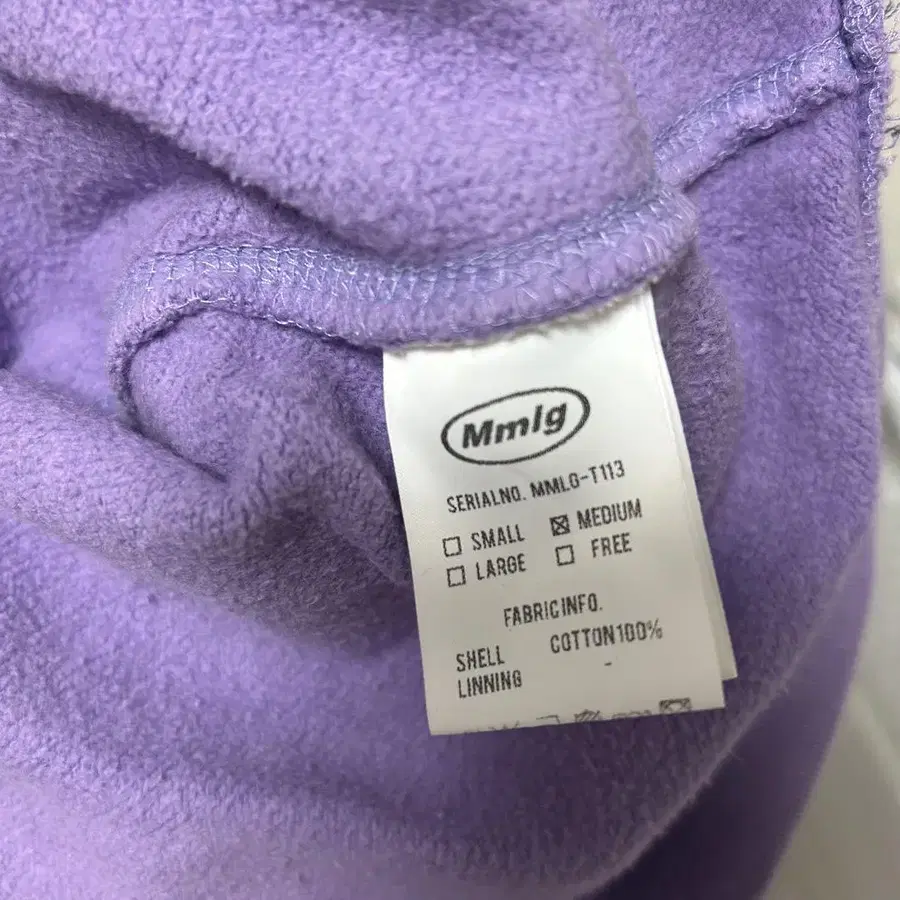 Mmlg
SERIALNO. MMLG-T113
☐ SMALL ☒ MEDIUM
☐ LARGE ☐ FREE
FABRICINFO.
SHELL COTTON100%
LINNING -